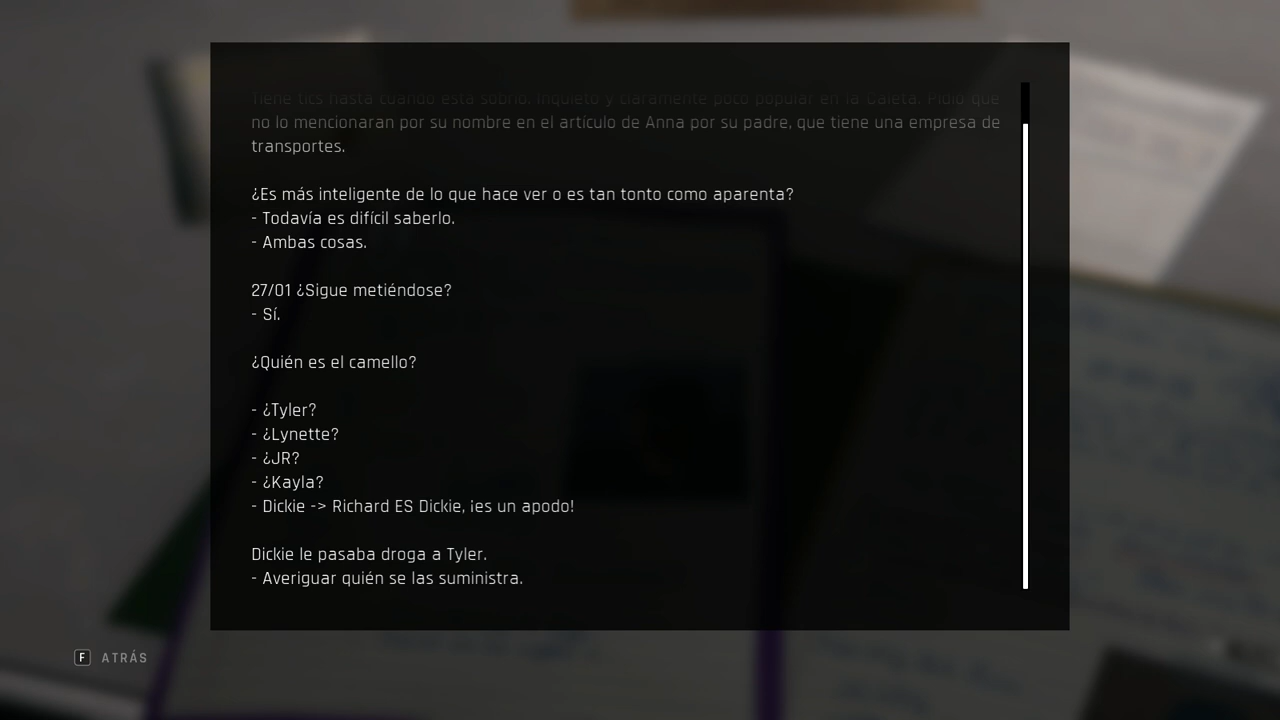 Tiene tics hasta cuando está sobrio. Inquieto y claramente poco popular en la Caleta. Pidió que
no lo mencionaran por su nombre en el artículo de Anna por su padre, que tiene una empresa de
transportes.
¿Es más inteligente de lo que hace ver o es tan tonto como aparenta?
- Todavía es difícil saberlo.
- Ambas cosas.
27/01 ¿Sigue metiéndose?
- Sí.
¿Quién es el camello?
- ¿Tyler?
- ¿Lynette?
- ¿JR?
- ¿Kayla?
- Dickie -> Richard ES Dickie, ¡es un apodo!
Dickie le pasaba droga a Tyler.
- Averiguar quién se las suministra.
F ATRÁS